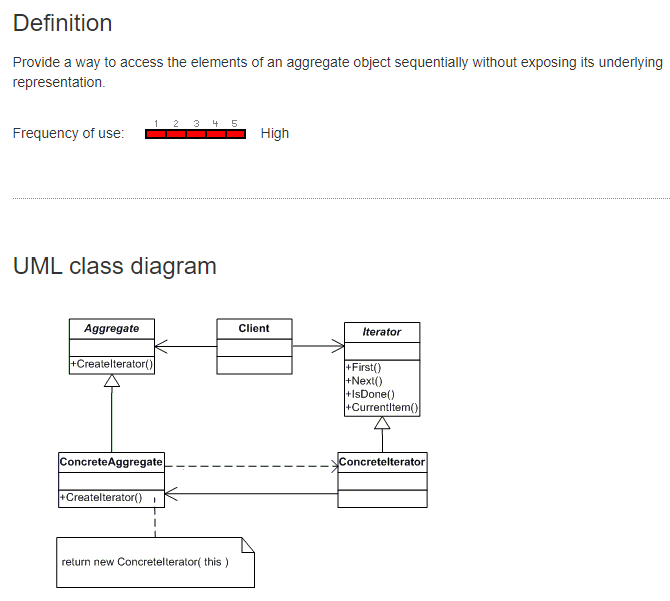 Definition
Provide a way to access the elements of an aggregate object sequentially without exposing its underlying
representation.
1 2 3 4 5
Frequency of use: High
UML class diagram
Aggregate
Client
Iterator
+CreateIterator()
+First()
+Next()
+IsDone()
+CurrentItem()
ConcreteAggregate
ConcreteIterator
+CreateIterator()
return new ConcreteIterator( this )